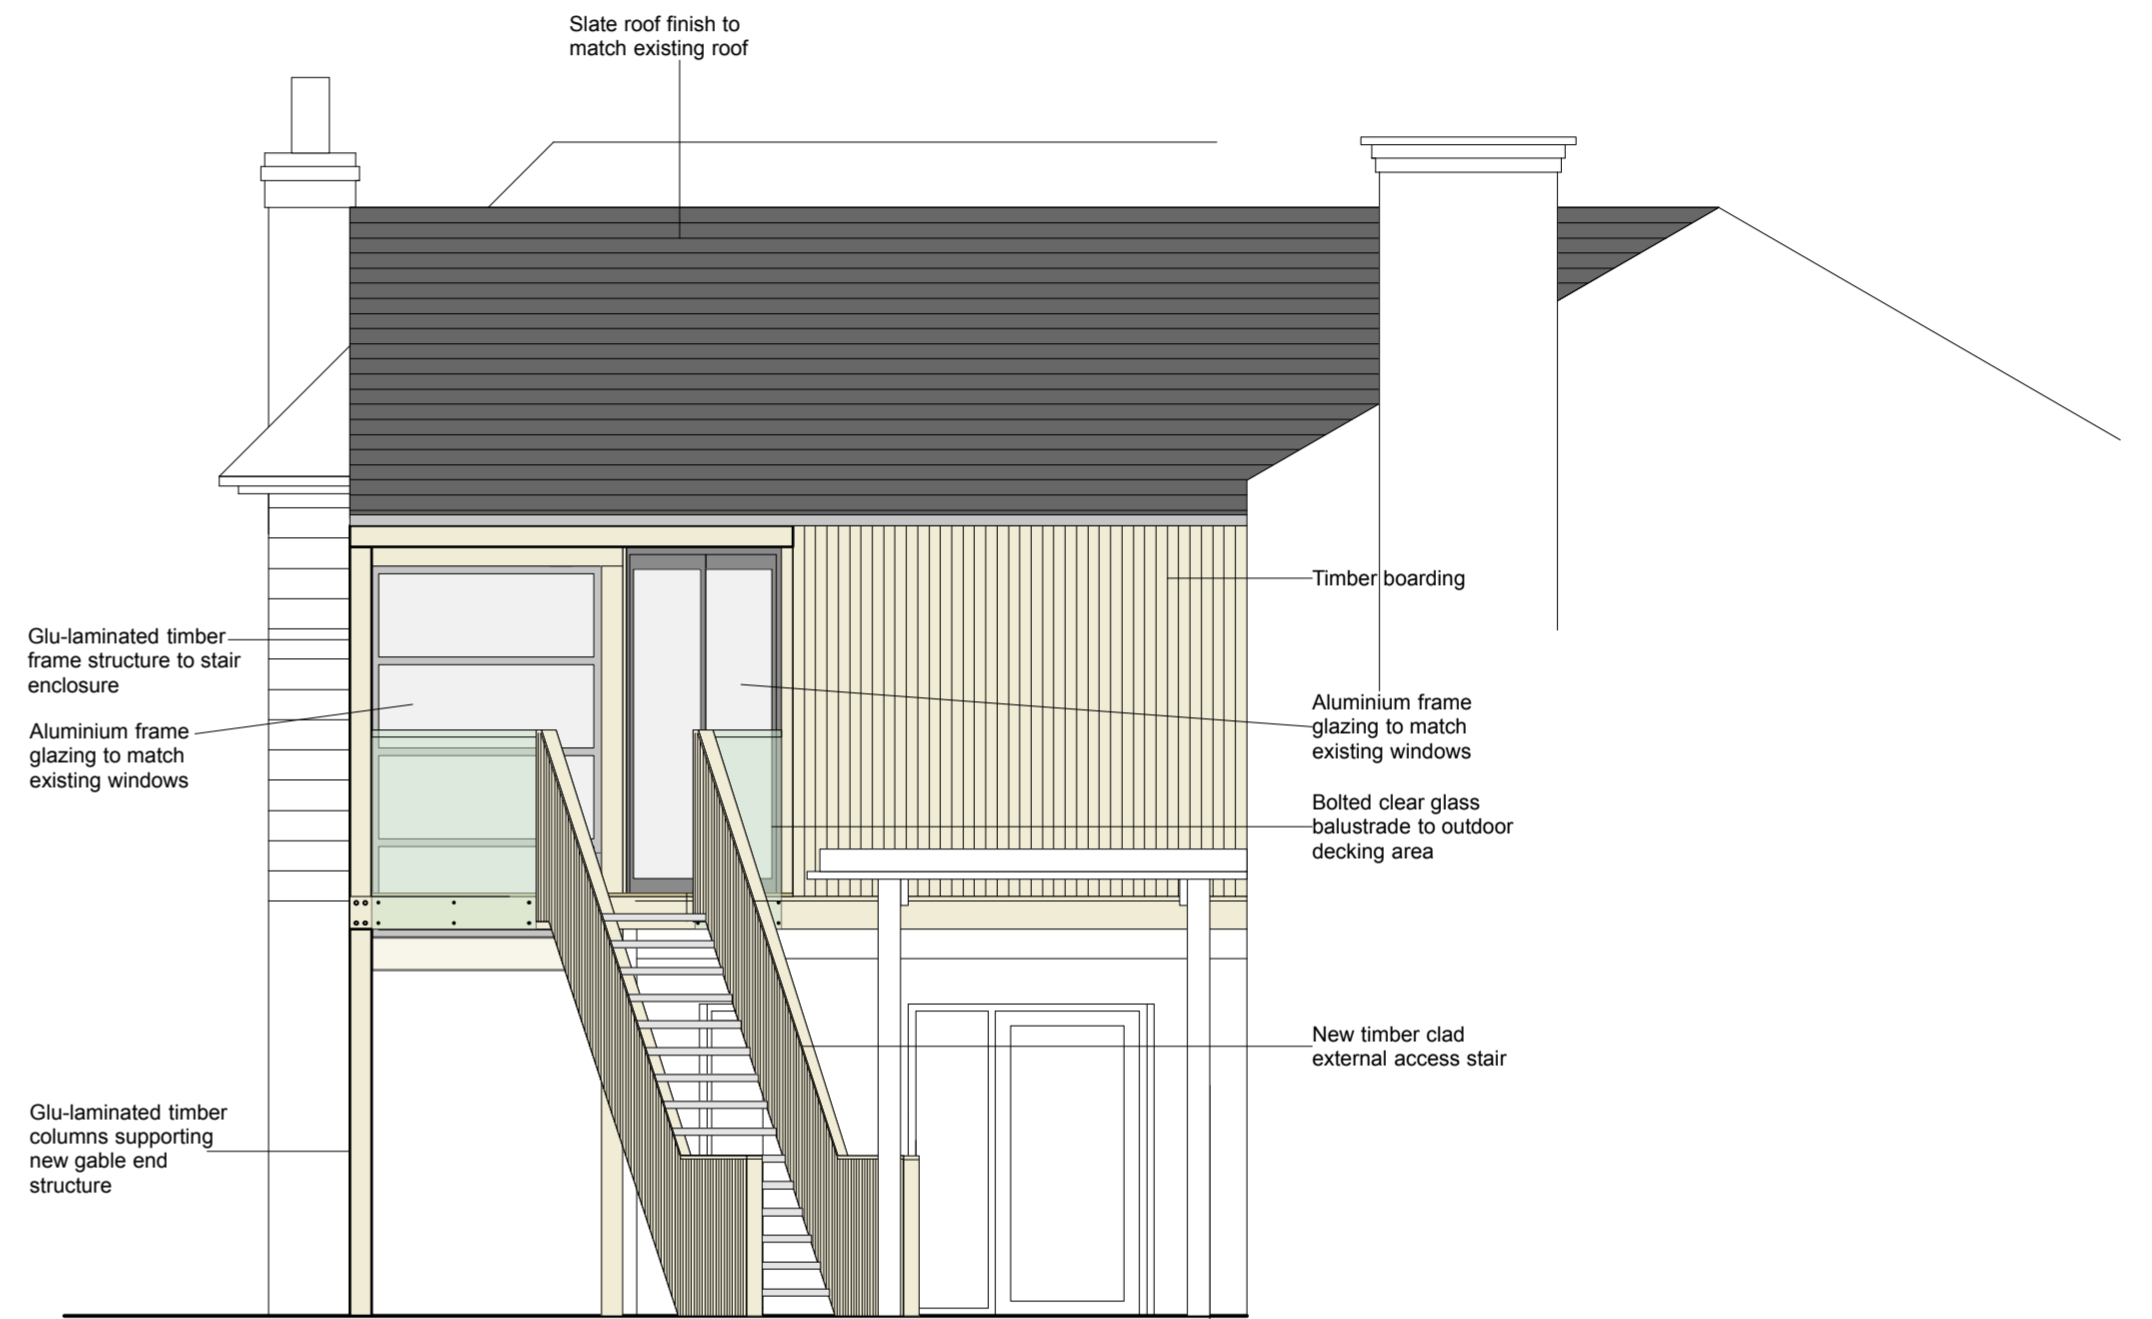 Slate roof finish to
match existing roof
Glu-laminated timber
frame structure to stair
enclosure
Aluminium frame
glazing to match
existing windows
Glu-laminated timber
columns supporting
new gable end
structure
Timber boarding
Aluminium frame
glazing to match
existing windows
Bolted clear glass
balustrade to outdoor
decking area
New timber clad
external access stair